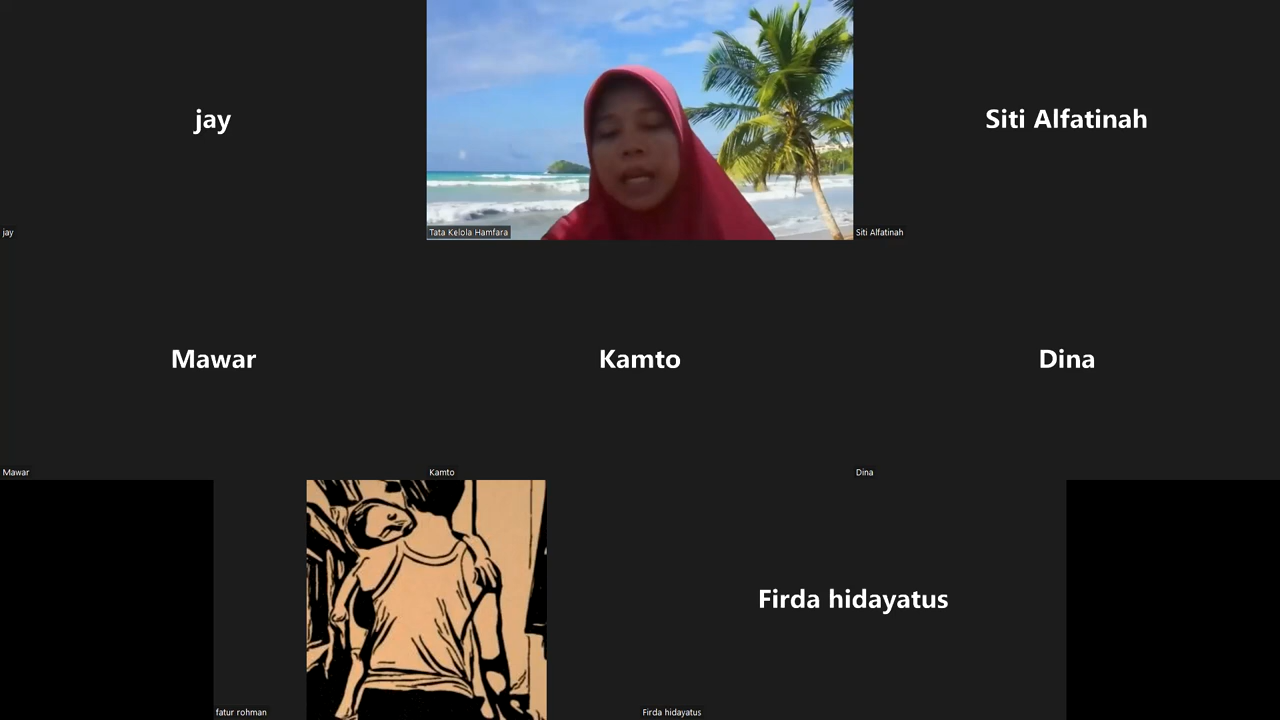 jay
Siti Alfatinah
jay
Tata Kelola Hamfara
Siti Alfatinah
Mawar
Kamto
Dina
Mawar
Kamto
Dina
Firda hidayatus
fatur rohman
Firda hidayatus